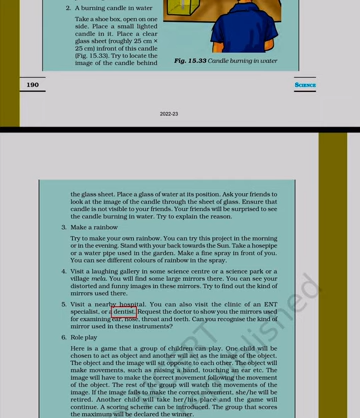 2. A burning candle in water
Take a shoe box, open on one
side. Place a small lighted
candle in it. Place a clear
glass sheet (roughly 25 cm ×
25 cm) infront of this candle
(Fig. 15.33). Try to locate the
image of the candle behind
Fig. 15.33 Candle burning in water
190
Science
2022-23
the glass sheet. Place a glass of water at its position. Ask your friends to
look at the image of the candle through the sheet of glass. Ensure that
candle is not visible to your friends. Your friends will be surprised to see
the candle burning in water. Try to explain the reason.
3. Make a rainbow
Try to make your own rainbow. You can try this project in the morning
or in the evening. Stand with your back towards the Sun. Take a hosepipe
or a water pipe used in the garden. Make a fine spray in front of you.
You can see different colours of rainbow in the spray.
4. Visit a laughing gallery in some science centre or a science park or a
village mela. You will find some large mirrors there. You can see your
distorted and funny images in these mirrors. Try to find out the kind of
mirrors used there.
5. Visit a nearby hospital. You can also visit the clinic of an ENT
specialist, or a dentist. Request the doctor to show you the mirrors used
for examining ear, nose, throat and teeth. Can you recognise the kind of
mirror used in these instruments?
6. Role play
Here is a game that a group of children can play. One child will be
chosen to act as object and another will act as the image of the object.
The object and the image will sit opposite to each other. The object will
make movements, such as raising a hand, touching an ear etc. The
image will have to make the correct movement following the movement
of the object. The rest of the group will watch the movements of the
image. If the image fails to make the correct movement, she/he will be
retired. Another child will take her/his place and the game will
continue. A scoring scheme can be introduced. The group that scores
the maximum will be declared the winner.